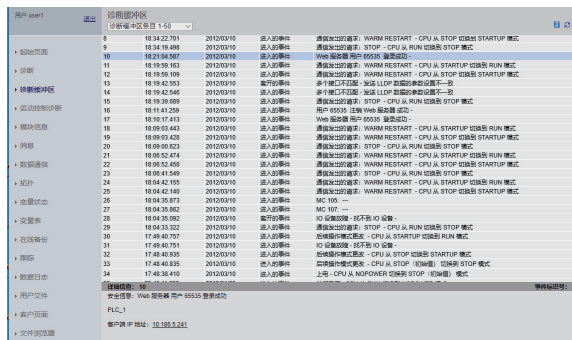 用户 user1
退出
诊断缓冲区
诊断缓冲区条目 1-50
起始页面
诊断
诊断缓冲区
运动控制诊断
模块信息
消息
数据通信
拓扑
变量状态
变量表
在线备份
跟踪
数据日志
用户文件
客户页面
文件浏览器
8 18:34:22.701 2012/03/10 进入的事件 通信发出的请求：WARM RESTART - CPU 从 STOP 切换到 STARTUP 模式
9 18:34:19.498 2012/03/10 进入的事件 通信发出的请求：STOP - CPU 从 RUN 切换到 STOP 模式
10 18:21:04.587 2012/03/10 进入的事件 Web 服务器 用户 65535 登录成功 -
11 18:19:59.163 2012/03/10 进入的事件 通信发出的请求：WARM RESTART - CPU 从 STARTUP 切换到 RUN 模式
12 18:19:59.109 2012/03/10 进入的事件 通信发出的请求：WARM RESTART - CPU 从 STOP 切换到 STARTUP 模式
13 18:19:42.553 2012/03/10 离开的事件 多个接口不匹配 - 发送 LLDP 数据的参数设置不一致
14 18:19:42.546 2012/03/10 进入的事件 多个接口不匹配 - 发送 LLDP 数据的参数设置不一致
15 18:19:39.689 2012/03/10 进入的事件 通信发出的请求：STOP - CPU 从 RUN 切换到 STOP 模式
16 18:11:41.259 2012/03/10 进入的事件 用户 65535 注销 Web 服务器 成功 -
17 18:10:17.413 2012/03/10 进入的事件 Web 服务器 用户 65535 登录成功 -
18 18:09:03.443 2012/03/10 进入的事件 通信发出的请求：WARM RESTART - CPU 从 STARTUP 切换到 RUN 模式
19 18:09:03.428 2012/03/10 进入的事件 通信发出的请求：WARM RESTART - CPU 从 STOP 切换到 STARTUP 模式
20 18:09:00.623 2012/03/10 进入的事件 通信发出的请求：STOP - CPU 从 RUN 切换到 STOP 模式
21 18:06:52.474 2012/03/10 进入的事件 通信发出的请求：WARM RESTART - CPU 从 STARTUP 切换到 RUN 模式
22 18:06:52.458 2012/03/10 进入的事件 通信发出的请求：WARM RESTART - CPU 从 STOP 切换到 STARTUP 模式
23 18:06:41.549 2012/03/10 进入的事件 通信发出的请求：STOP - CPU 从 RUN 切换到 STOP 模式
24 18:04:42.155 2012/03/10 进入的事件 通信发出的请求：WARM RESTART - CPU 从 STARTUP 切换到 RUN 模式
25 18:04:42.140 2012/03/10 进入的事件 通信发出的请求：WARM RESTART - CPU 从 STOP 切换到 STARTUP 模式
26 18:04:35.873 2012/03/10 进入的事件 MC 105: ---
27 18:04:35.862 2012/03/10 进入的事件 MC 107: ---
28 18:04:35.062 2012/03/10 离开的事件 IO 设备故障 - 找不到 IO 设备 -
29 18:04:33.322 2012/03/10 进入的事件 通信发出的请求：STOP - CPU 从 RUN 切换到 STOP 模式
30 17:49:40.757 2012/03/10 进入的事件 后续操作模式更改 - CPU 从 STARTUP 切换到 RUN 模式
31 17:49:40.751 2012/03/10 进入的事件 IO 设备故障 - 找不到 IO 设备 -
32 17:48:40.935 2012/03/10 进入的事件 后续操作模式更改 - CPU 从 STOP 切换到 STARTUP 模式
33 17:48:40.835 2012/03/10 进入的事件 后续操作模式更改 - CPU 从 STOP（初始值） 切换到 STOP 模式
34 17:48:38.410 2012/03/10 进入的事件 上电 - CPU 从 NOPOWER 切换到 STOP（初始值） 模式
详细信息： 10 事件标识号：
安全信息：Web 服务器 用户 65535 登录成功
PLC_1
客户端 IP 地址：10.186.5.241